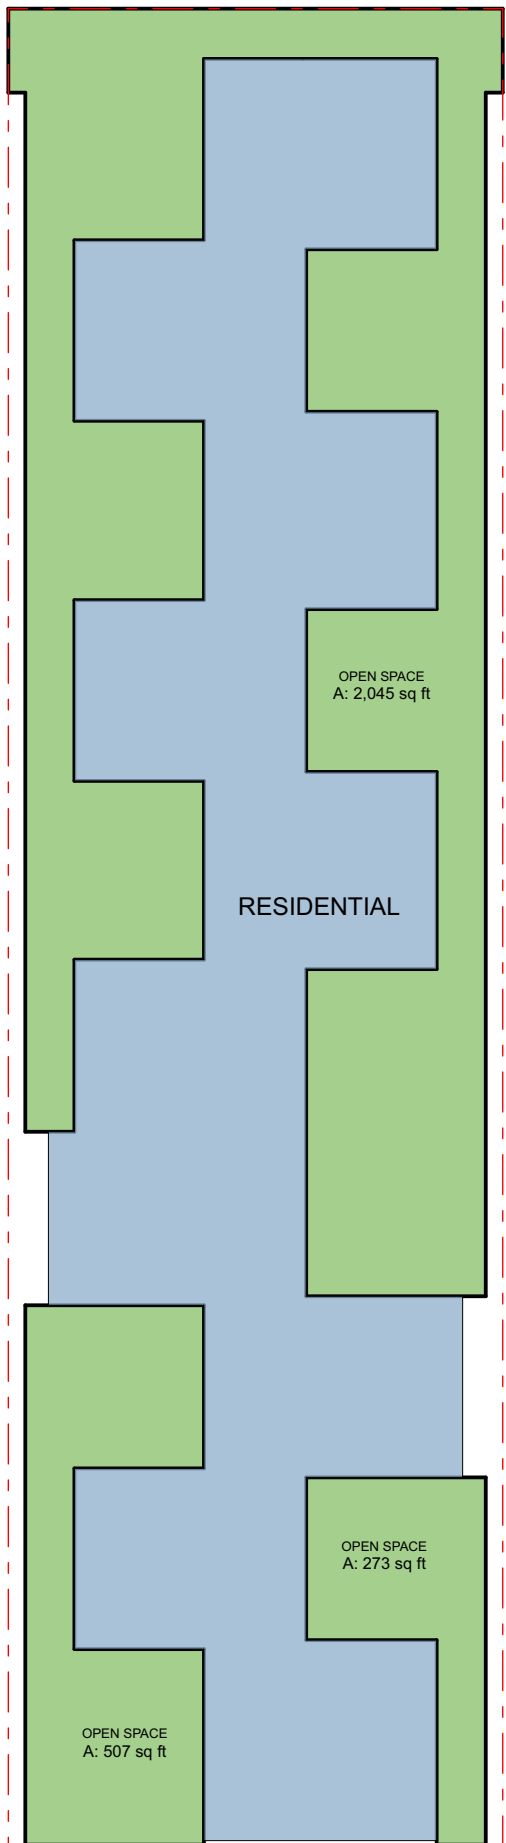 OPEN SPACE
A: 2,045 sq ft
RESIDENTIAL
OPEN SPACE
A: 273 sq ft
OPEN SPACE
A: 507 sq ft